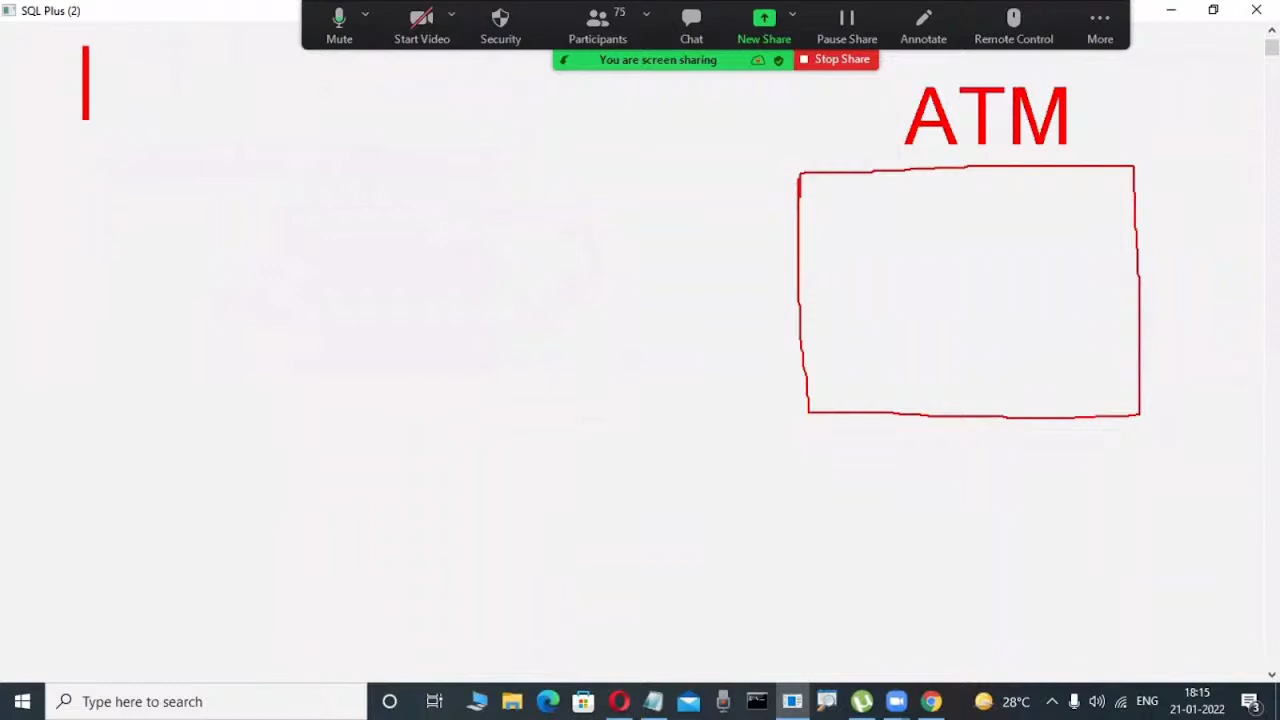 SQL Plus (2)
75
Mute
Start Video
Security
Participants
Chat
New Share
Pause Share
Annotate
Remote Control
More
You are screen sharing
Stop Share
ATM
Type here to search
28°C
ENG
18:15
21-01-2022
3